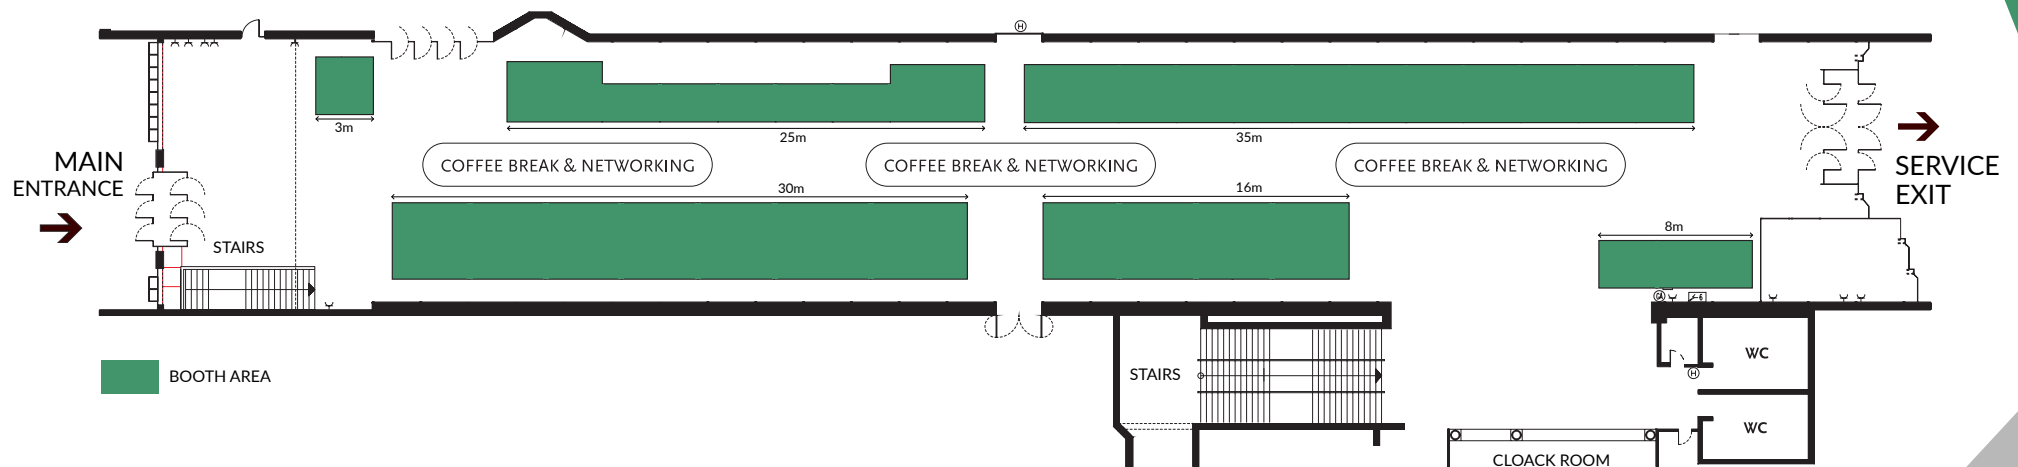 H
3m
25m
35m
MAIN
ENTRANCE
COFFEE BREAK & NETWORKING
COFFEE BREAK & NETWORKING
COFFEE BREAK & NETWORKING
SERVICE
EXIT
30m
16m
8m
STAIRS
BOOTH AREA
STAIRS
WC
H
WC
CLOACK ROOM